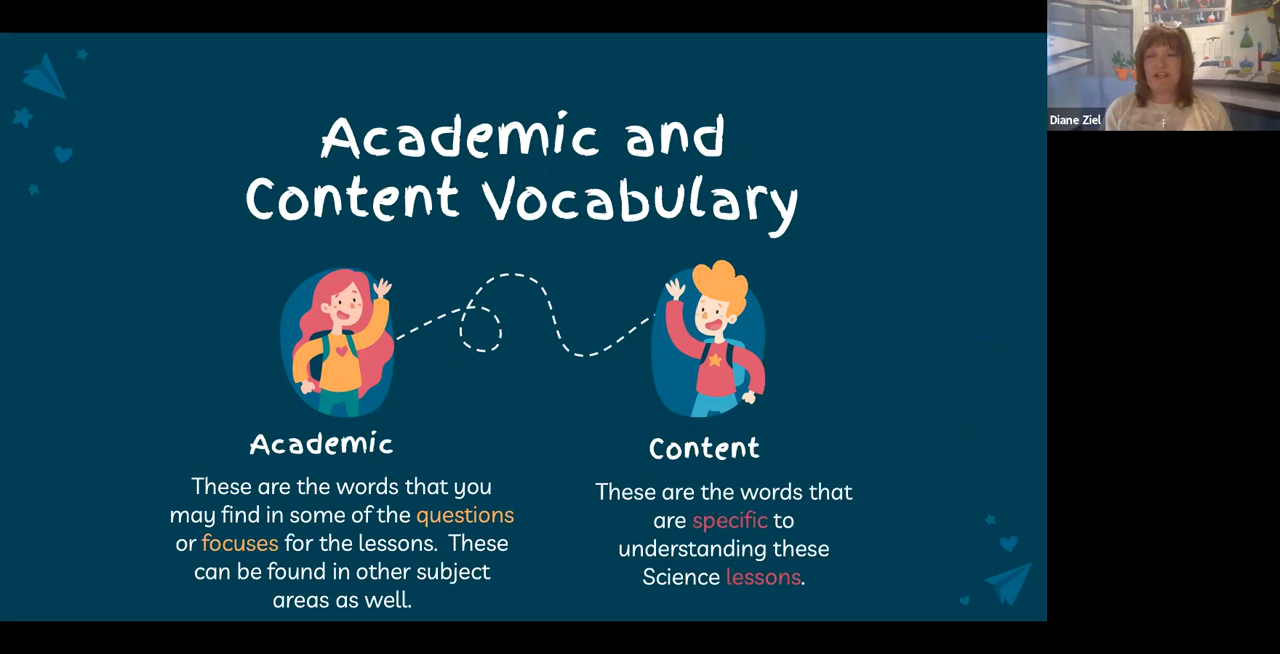 Academic and
Content Vocabulary
Academic
These are the words that you
may find in some of the questions
or focuses for the lessons.  These
can be found in other subject
areas as well.
Content
These are the words that
are specific to
understanding these
Science lessons.
Diane Ziel